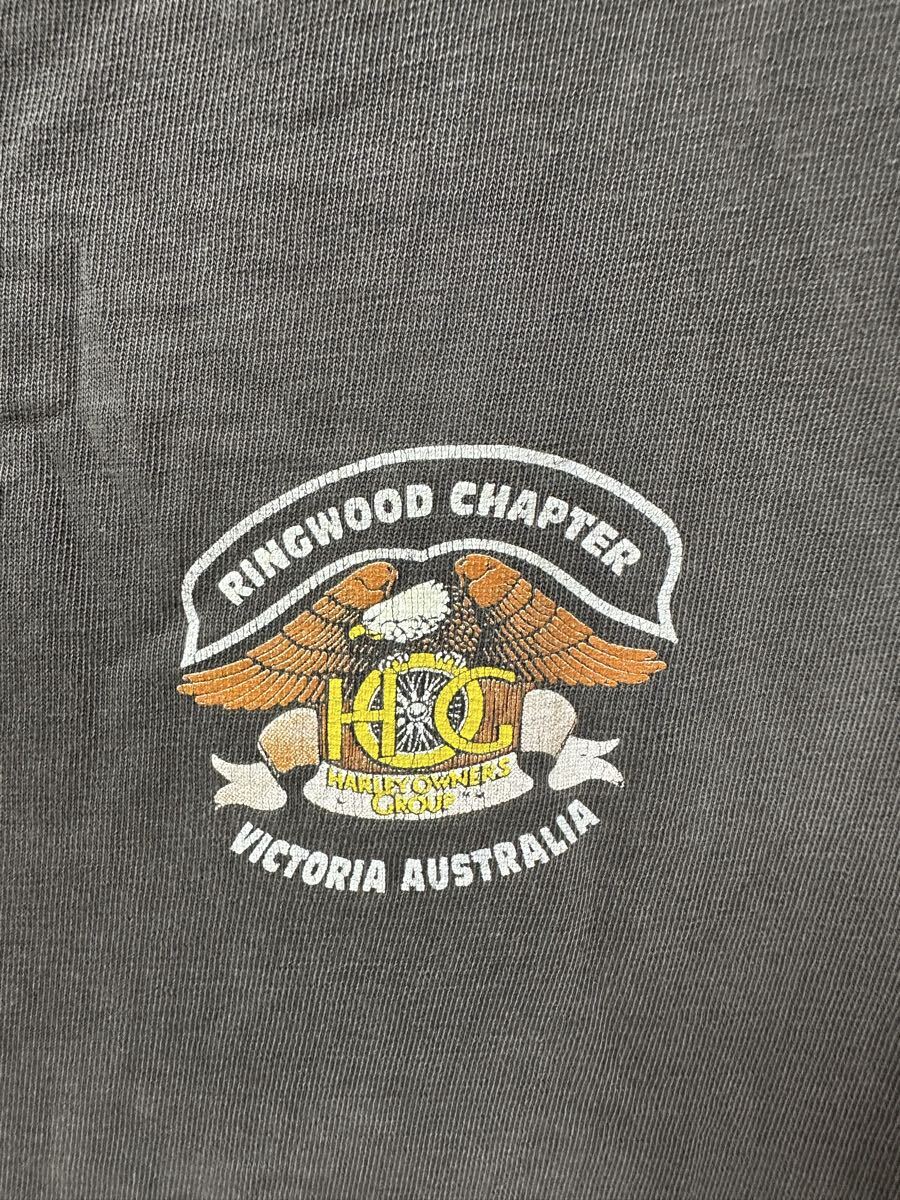 RINGWOOD CHAPTER
HOG
HARLEY OWNERS
GROUP
VICTORIA AUSTRALIA